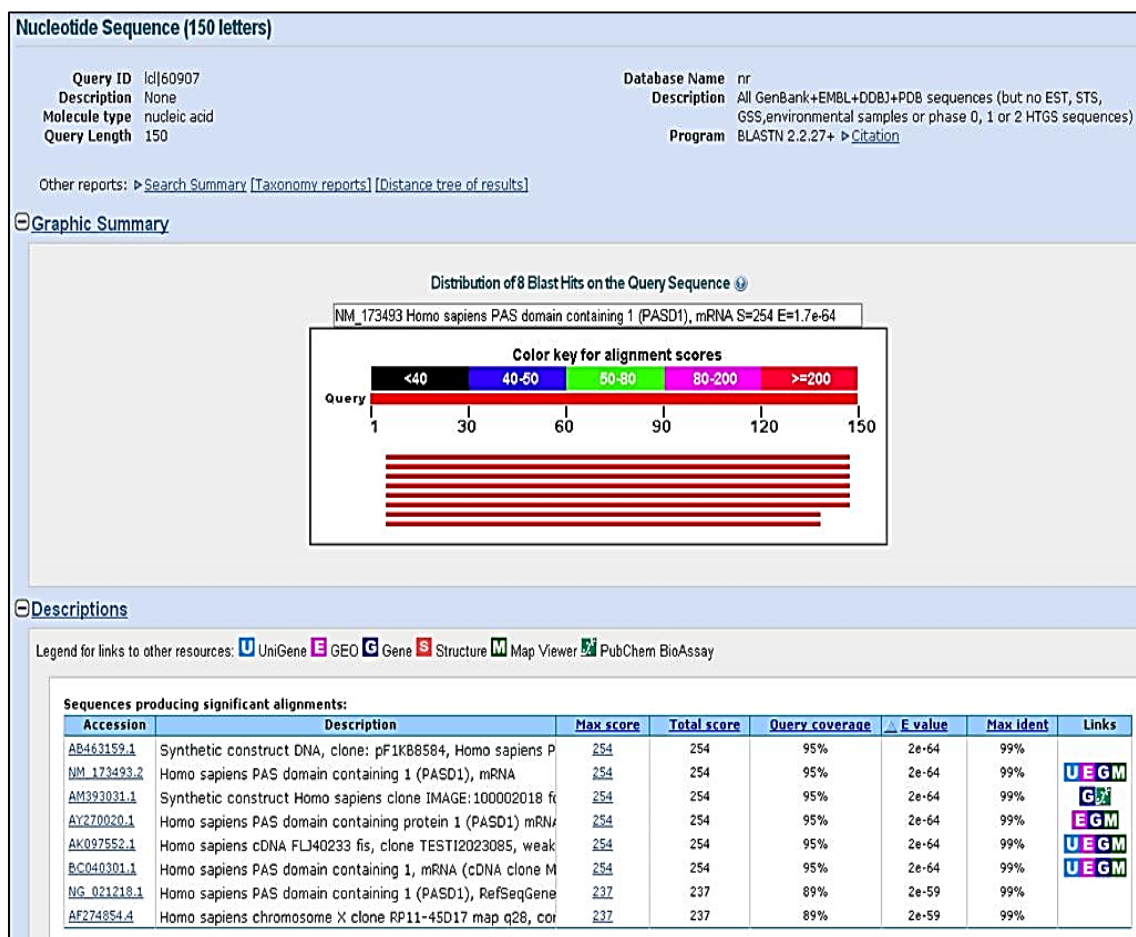 Nucleotide Sequence (150 letters)
Query ID lcl|60907
Description None
Molecule type nucleic acid
Query Length 150
Database Name nr
Description All GenBank+EMBL+DDBJ+PDB sequences (but no EST, STS,
GSS,environmental samples or phase 0, 1 or 2 HTGS sequences)
Program BLASTN 2.2.27+ Citation
Other reports: Search Summary [Taxonomy reports] [Distance tree of results]
Graphic Summary
Distribution of 8 Blast Hits on the Query Sequence
NM_173493 Homo sapiens PAS domain containing 1 (PASD1), mRNA S=254 E=1.7e-64
Color key for alignment scores
<40 40-50 50-80 80-200 >=200
Query
1 30 60 90 120 150
Descriptions
Legend for links to other resources: U UniGene E GEO G Gene S Structure M Map Viewer PubChem BioAssay
Sequences producing significant alignments:
Accession Description Max score Total score Query coverage E value Max ident Links
AB463159.1 Synthetic construct DNA, clone: pF1KB8584, Homo sapiens P 254 254 95% 2e-64 99%
NM_173493.2 Homo sapiens PAS domain containing 1 (PASD1), mRNA 254 254 95% 2e-64 99% U E G M
AM393031.1 Synthetic construct Homo sapiens clone IMAGE:100002018 fo 254 254 95% 2e-64 99% G
AY270020.1 Homo sapiens PAS domain containing protein 1 (PASD1) mRNA 254 254 95% 2e-64 99% E G M
AK097552.1 Homo sapiens cDNA FLJ40233 fis, clone TESTI2023085, weak 254 254 95% 2e-64 99% U E G M
BC040301.1 Homo sapiens PAS domain containing 1, mRNA (cDNA clone M 254 254 95% 2e-64 99% U E G M
NG_021218.1 Homo sapiens PAS domain containing 1 (PASD1), RefSeqGene 237 237 89% 2e-59 99%
AF274854.4 Homo sapiens chromosome X clone RP11-45D17 map q28, cor 237 237 89% 2e-59 99%